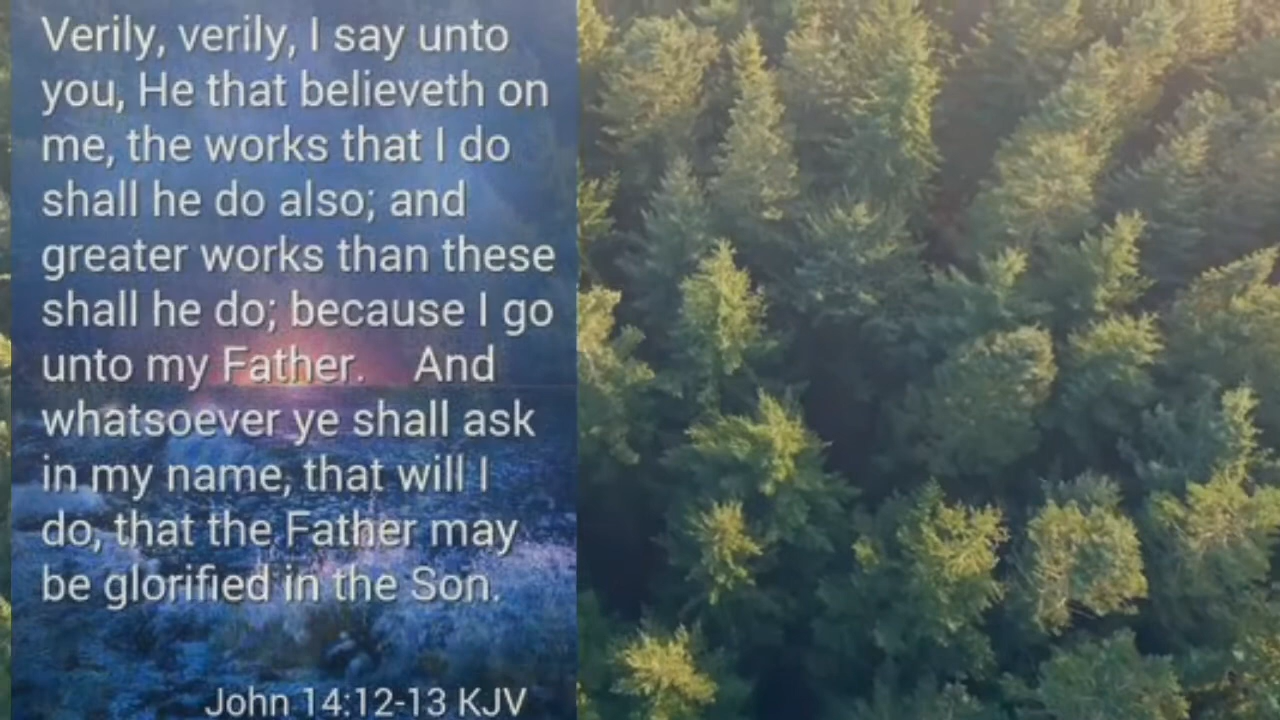 Verily, verily, I say unto
you, He that believeth on
me, the works that I do
shall he do also; and
greater works than these
shall he do; because I go
unto my Father. And
whatsoever ye shall ask
in my name, that will I
do, that the Father may
be glorified in the Son.
John 14:12-13 KJV